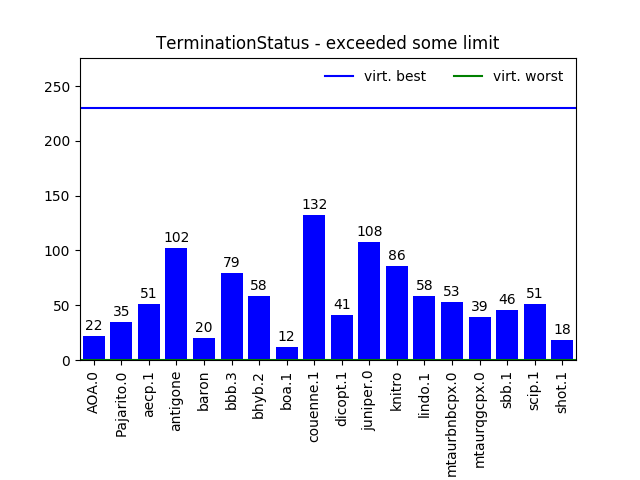 TerminationStatus - exceeded some limit
virt. best
virt. worst
250
200
150
100
50
0
22
35
51
102
20
79
58
12
132
41
108
86
58
53
39
46
51
18
AOA.0
Pajarito.0
aecp.1
antigone
baron
bbb.3
bhyb.2
boa.1
couenne.1
dicopt.1
juniper.0
knitro
lindo.1
mtaurbnbcpx.0
mtaurqgcpx.0
sbb.1
scip.1
shot.1